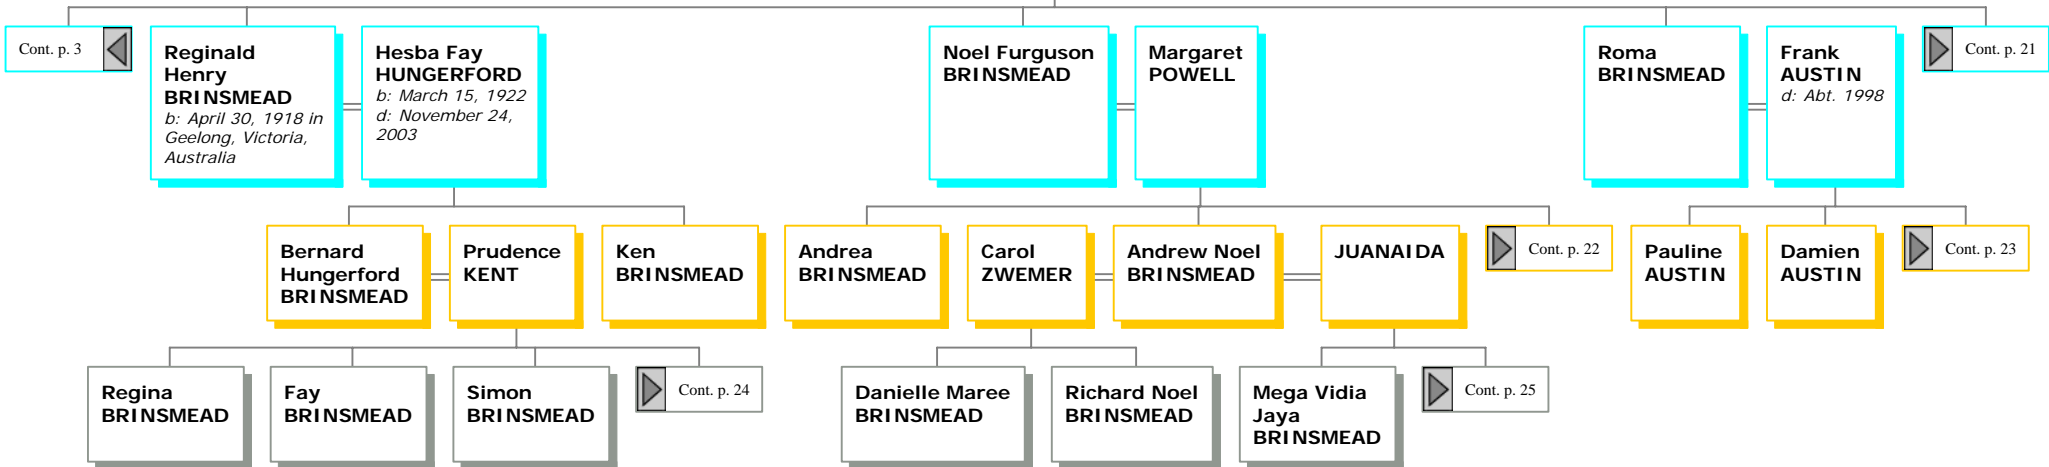 Cont. p. 3
Reginald
Henry
BRINSMEAD
b: April 30, 1918 in
Geelong, Victoria,
Australia
Hesba Fay
HUNGERFORD
b: March 15, 1922
d: November 24,
2003
Noel Furguson
BRINSMEAD
Margaret
POWELL
Roma
BRINSMEAD
Frank
AUSTIN
d: Abt. 1998
Cont. p. 21
Bernard
Hungerford
BRINSMEAD
Prudence
KENT
Ken
BRINSMEAD
Andrea
BRINSMEAD
Carol
ZWEMER
Andrew Noel
BRINSMEAD
JUANAIDA
Cont. p. 22
Pauline
AUSTIN
Damien
AUSTIN
Cont. p. 23
Regina
BRINSMEAD
Fay
BRINSMEAD
Simon
BRINSMEAD
Cont. p. 24
Danielle Maree
BRINSMEAD
Richard Noel
BRINSMEAD
Mega Vidia
Jaya
BRINSMEAD
Cont. p. 25